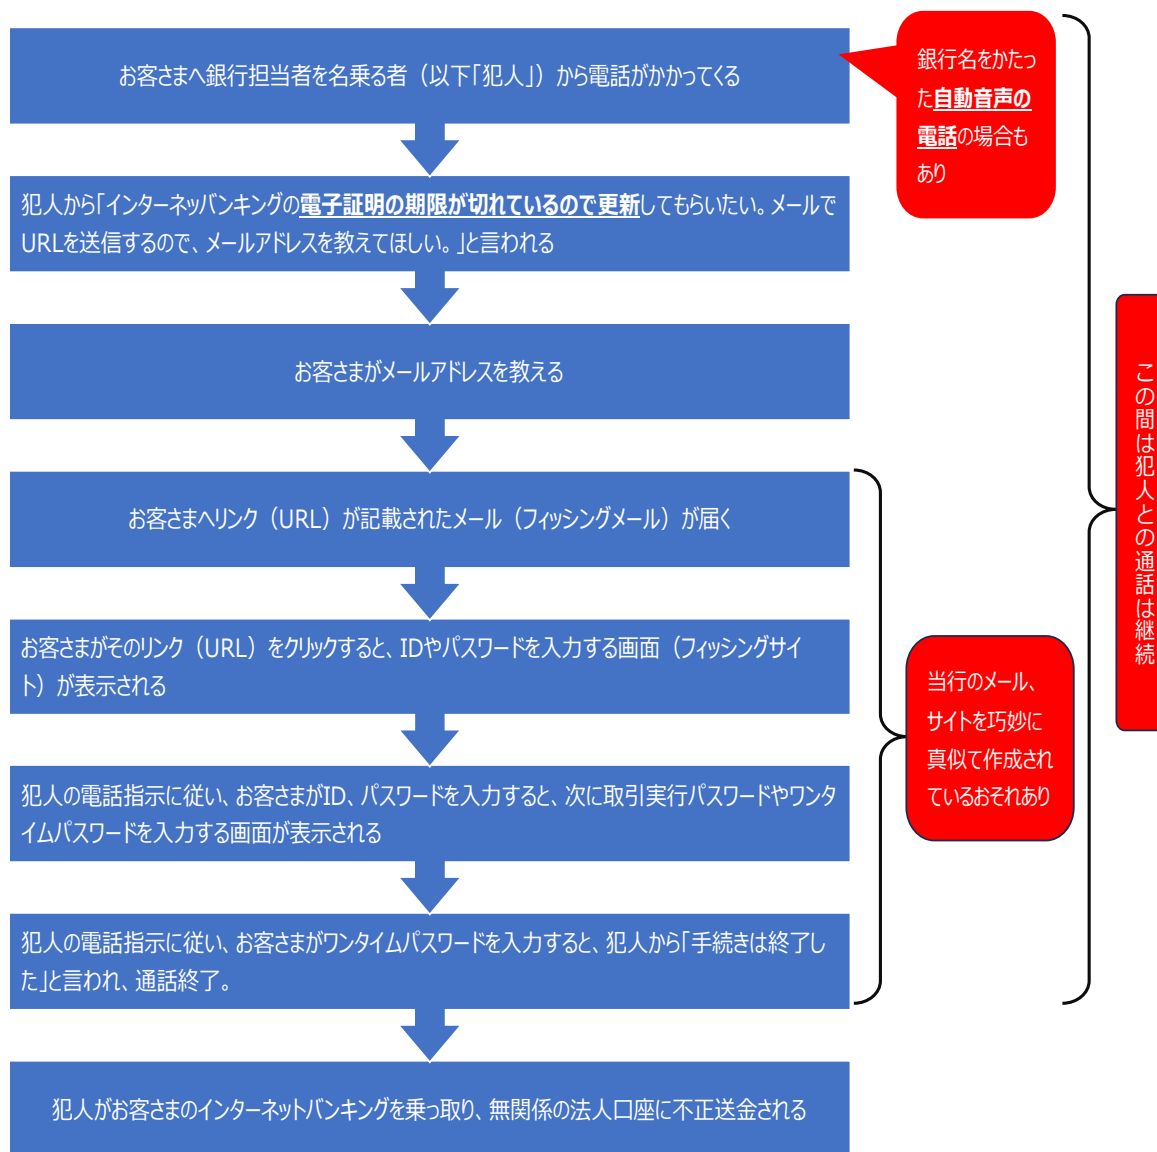 お客さまへ銀行担当者を名乗る者（以下「犯人」）から電話がかかってくる
銀行名をかたっ
た自動音声の
電話の場合も
あり
犯人から「インターネッバンキングの電子証明の期限が切れているので更新してもらいたい。メールで
URLを送信するので、メールアドレスを教えてほしい。」と言われる
お客さまがメールアドレスを教える
お客さまへリンク（URL）が記載されたメール（フィッシングメール）が届く
お客さまがそのリンク（URL）をクリックすると、IDやパスワードを入力する画面（フィッシングサイ
ト）が表示される
犯人の電話指示に従い、お客さまがID、パスワードを入力すると、次に取引実行パスワードやワンタ
イムパスワードを入力する画面が表示される
犯人の電話指示に従い、お客さまがワンタイムパスワードを入力すると、犯人から「手続きは終了し
た」と言われ、通話終了。
当行のメール、
サイトを巧妙に
真似て作成され
ているおそれあり
この間は犯人との通話は継続
犯人がお客さまのインターネットバンキングを乗っ取り、無関係の法人口座に不正送金される